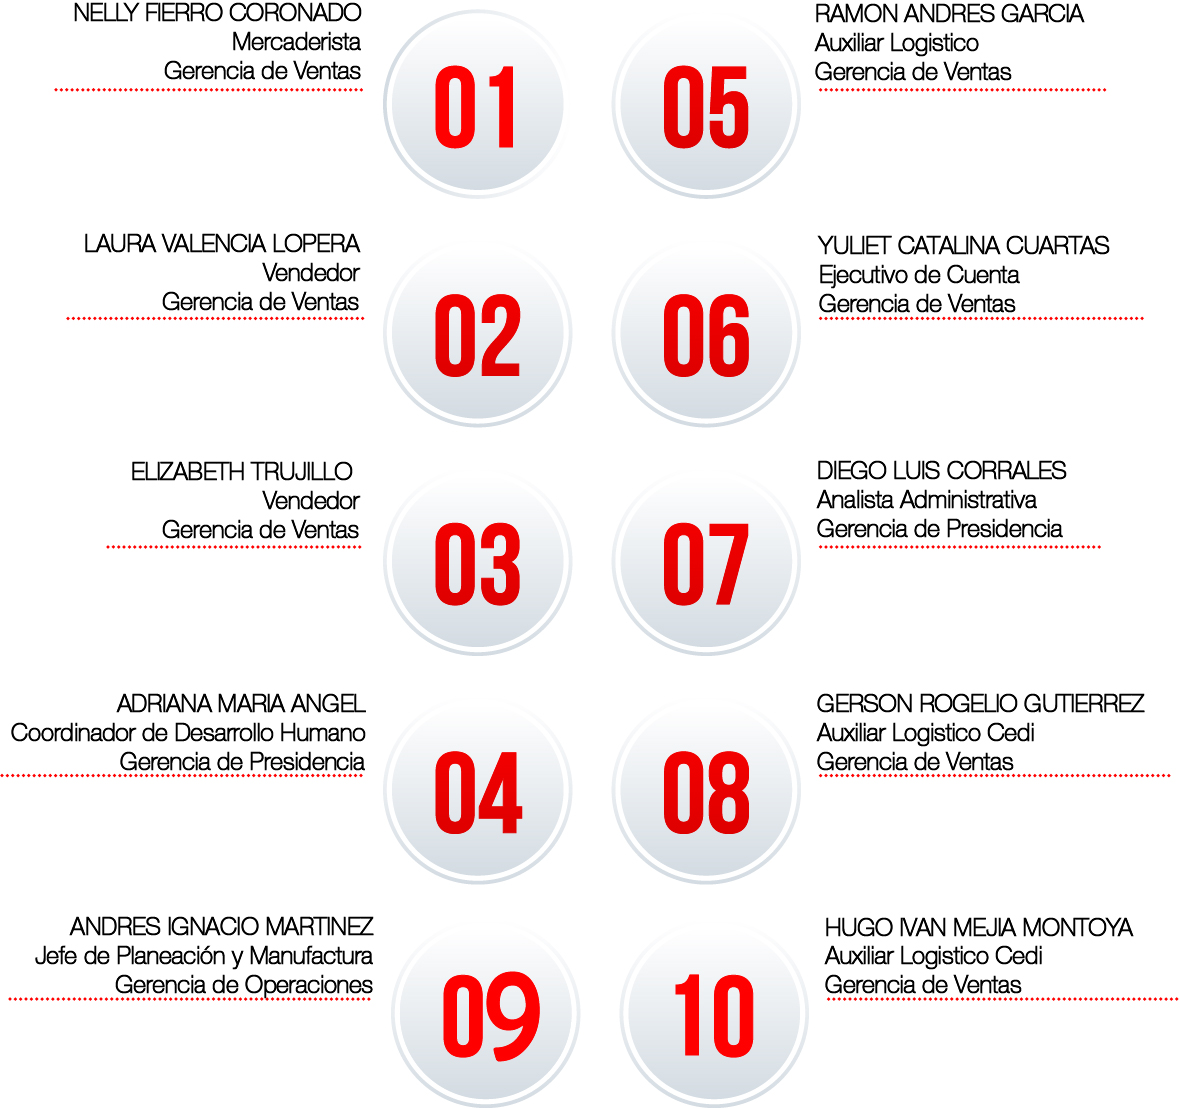 NELLY FIERRO CORONADO
Mercaderista
Gerencia de Ventas
01
LAURA VALENCIA LOPERA
Vendedor
Gerencia de Ventas
02
ELIZABETH TRUJILLO
Vendedor
Gerencia de Ventas
03
ADRIANA MARIA ANGEL
Coordinador de Desarrollo Humano
Gerencia de Presidencia
04
RAMON ANDRES GARCIA
Auxiliar Logistico
Gerencia de Ventas
05
YULIET CATALINA CUARTAS
Ejecutivo de Cuenta
Gerencia de Ventas
06
DIEGO LUIS CORRALES
Analista Administrativa
Gerencia de Presidencia
07
GERSON ROGELIO GUTIERREZ
Auxiliar Logistico Cedi
Gerencia de Ventas
08
ANDRES IGNACIO MARTINEZ
Jefe de Planeación y Manufactura
Gerencia de Operaciones
09
HUGO IVAN MEJIA MONTOYA
Auxiliar Logistico Cedi
Gerencia de Ventas
10